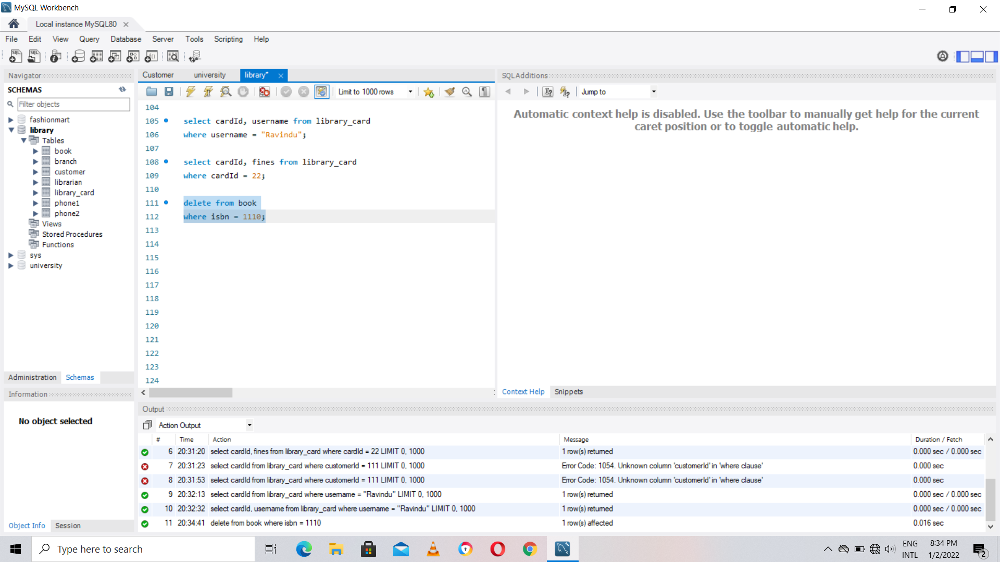 MySQL Workbench
Local instance MySQL80
File Edit View Query Database Server Tools Scripting Help
Navigator
SCHEMAS
Filter objects
fashionmart
library
Tables
book
branch
customer
librarian
library_card
phone1
phone2
Views
Stored Procedures
Functions
sys
university
Administration Schemas
Information
No object selected
Object Info Session
Customer university library*
Limit to 1000 rows
104
105 select cardId, username from library_card
106 where username = "Ravindu";
107
108 select cardId, fines from library_card
109 where cardId = 22;
110
111 delete from book
112 where isbn = 1110;
113
114
115
116
117
118
119
120
121
122
123
124
SQLAdditions
Jump to
Automatic context help is disabled. Use the toolbar to manually get help for the current
caret position or to toggle automatic help.
Context Help Snippets
Output
Action Output
# Time Action Message Duration / Fetch
6 20:31:20 select cardId, fines from library_card where cardId = 22 LIMIT 0, 1000 1 row(s) returned 0.000 sec / 0.000 sec
7 20:31:23 select cardId from library_card where customerId = 111 LIMIT 0, 1000 Error Code: 1054. Unknown column 'customerId' in 'where clause' 0.000 sec
8 20:31:53 select cardId from library_card where customerId = 111 LIMIT 0, 1000 Error Code: 1054. Unknown column 'customerId' in 'where clause' 0.000 sec
9 20:32:13 select cardId from library_card where username = "Ravindu" LIMIT 0, 1000 1 row(s) returned 0.000 sec / 0.000 sec
10 20:32:32 select cardId, username from library_card where username = "Ravindu" LIMIT 0, 1000 1 row(s) returned 0.000 sec / 0.000 sec
11 20:34:41 delete from book where isbn = 1110 1 row(s) affected 0.016 sec
Type here to search
ENG
INTL
8:34 PM
1/2/2022
2